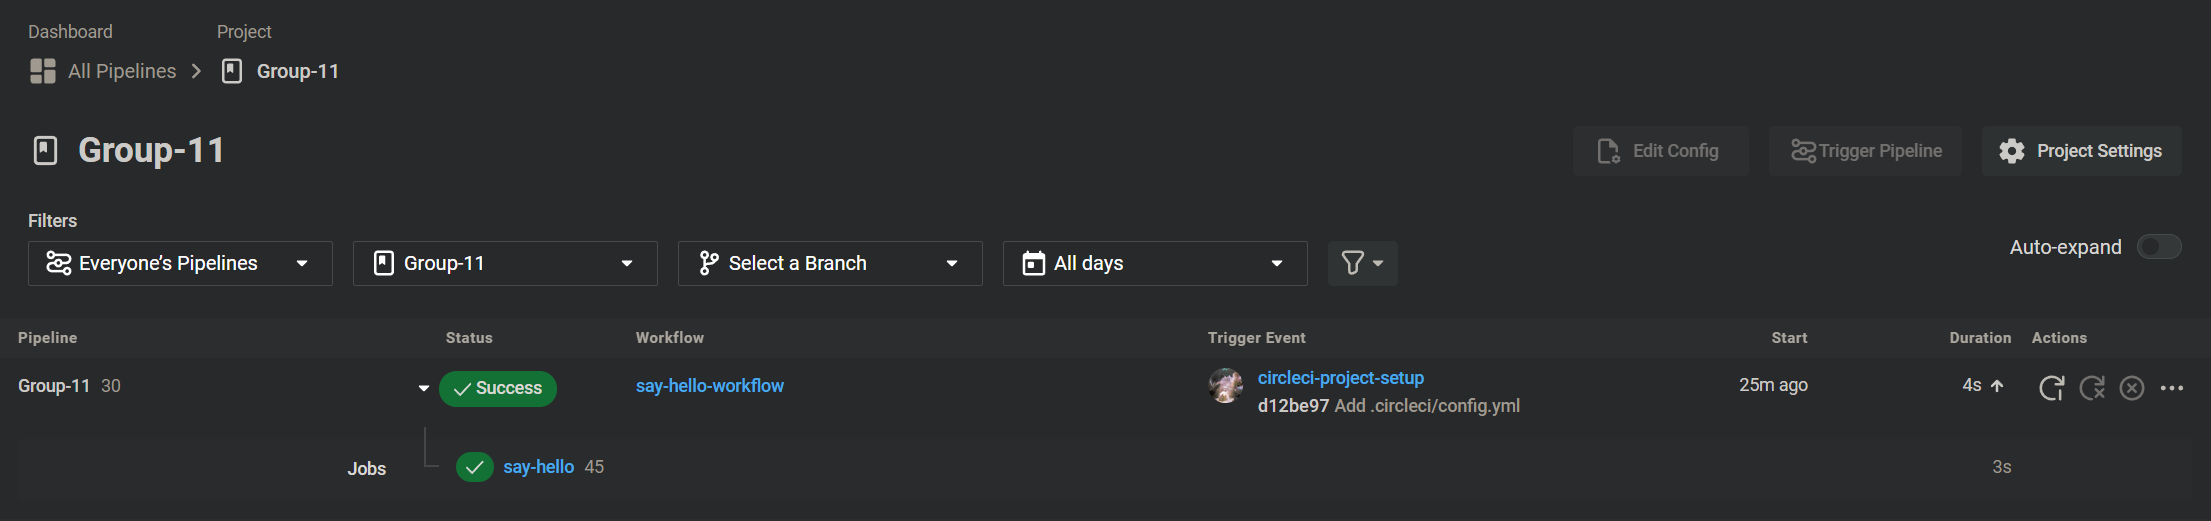 Dashboard Project
All Pipelines Group-11
Group-11
Edit Config Trigger Pipeline Project Settings
Filters
Everyone’s Pipelines Group-11 Select a Branch All days
Auto-expand
Pipeline Status Workflow Trigger Event Start Duration Actions
Group-11 30 Success say-hello-workflow circleci-project-setup 25m ago 4s
d12be97 Add .circleci/config.yml
Jobs say-hello 45 3s